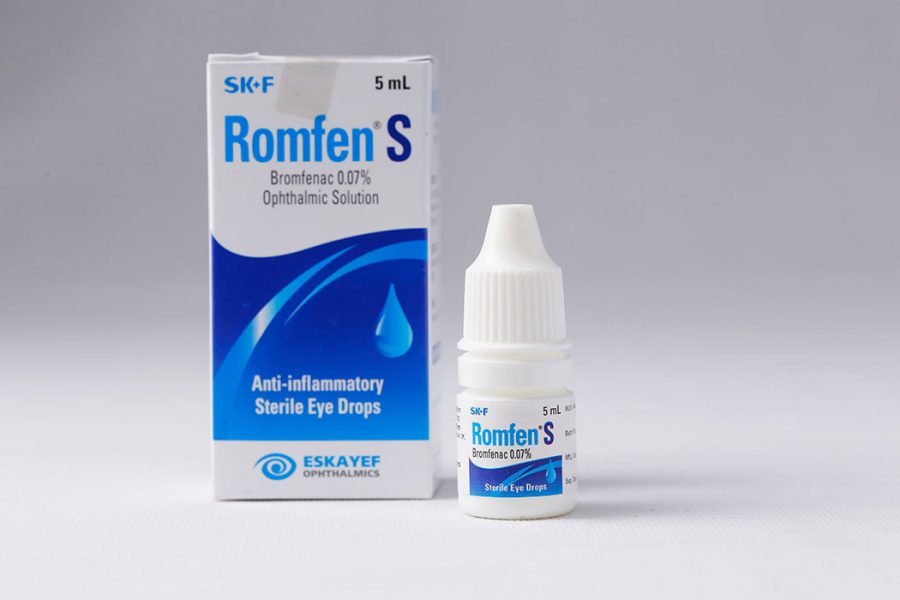 SK+F 5 mL
Romfen® S
Bromfenac 0.07%
Ophthalmic Solution
Anti-inflammatory
Sterile Eye Drops
ESKAYEF
OPHTHALMICS
SK+F 5 mL
Romfen® S
Bromfenac 0.07%
Sterile Eye Drops